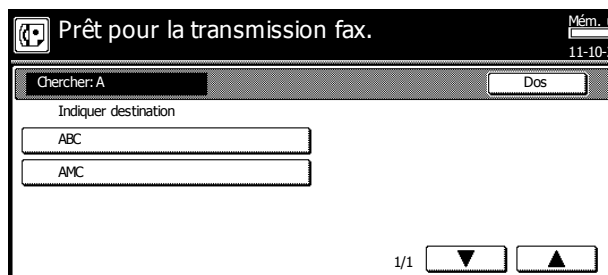 Prêt pour la transmission fax.
Mém.
11-10-
Chercher: A
Dos
Indiquer destination
ABC
AMC
1/1